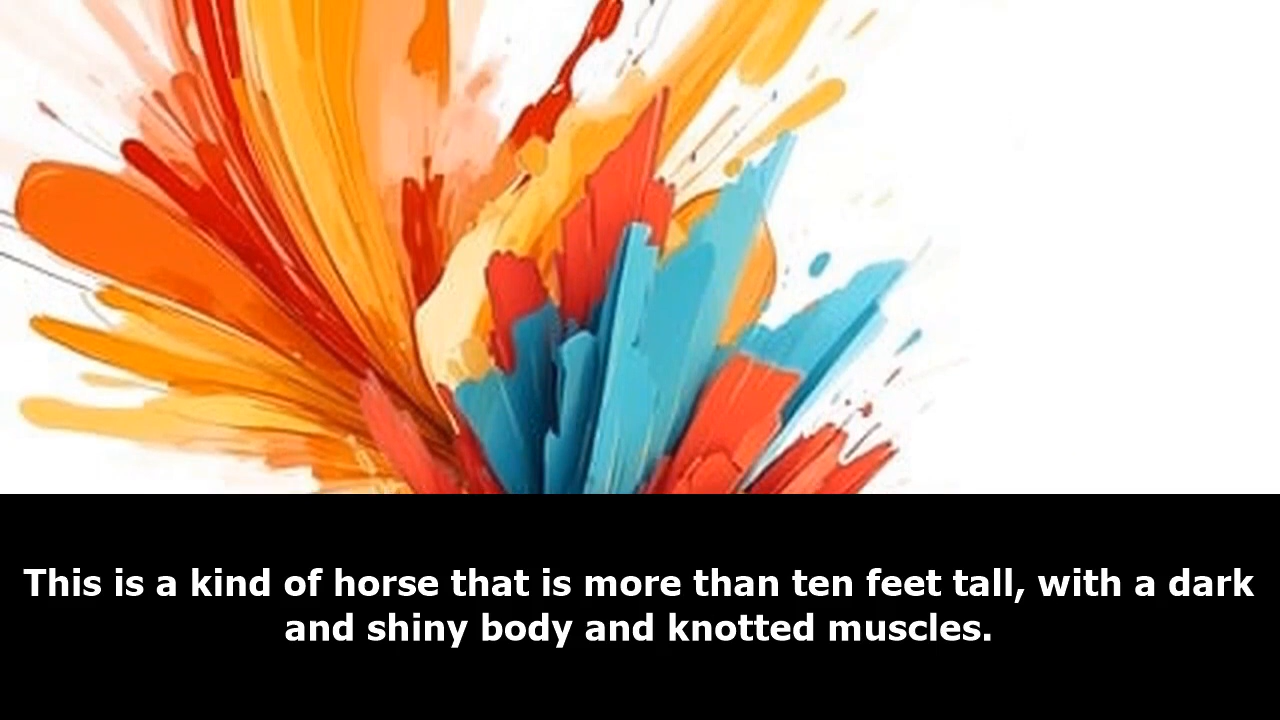 This is a kind of horse that is more than ten feet tall, with a dark
and shiny body and knotted muscles.